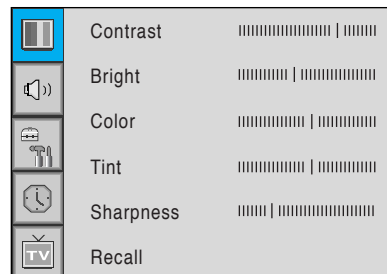 Contrast
Bright
Color
Tint
Sharpness
Recall
TV